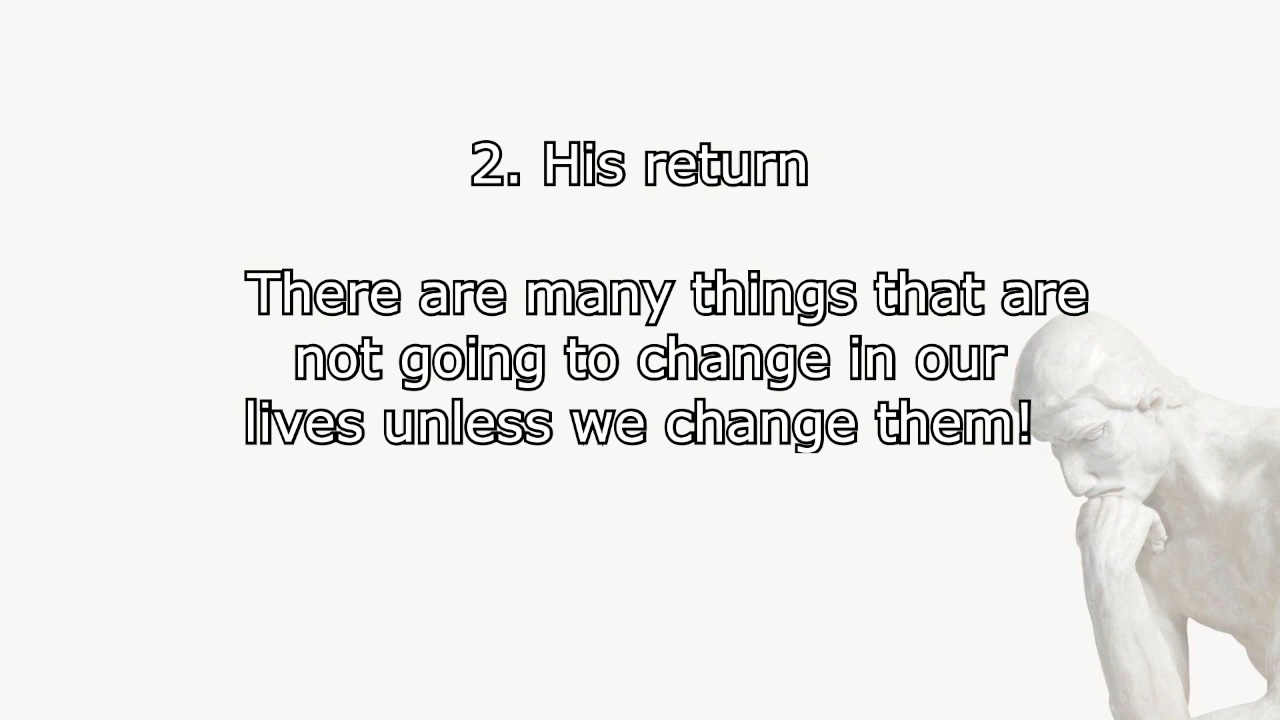 2. His return
There are many things that are
not going to change in our
lives unless we change them!